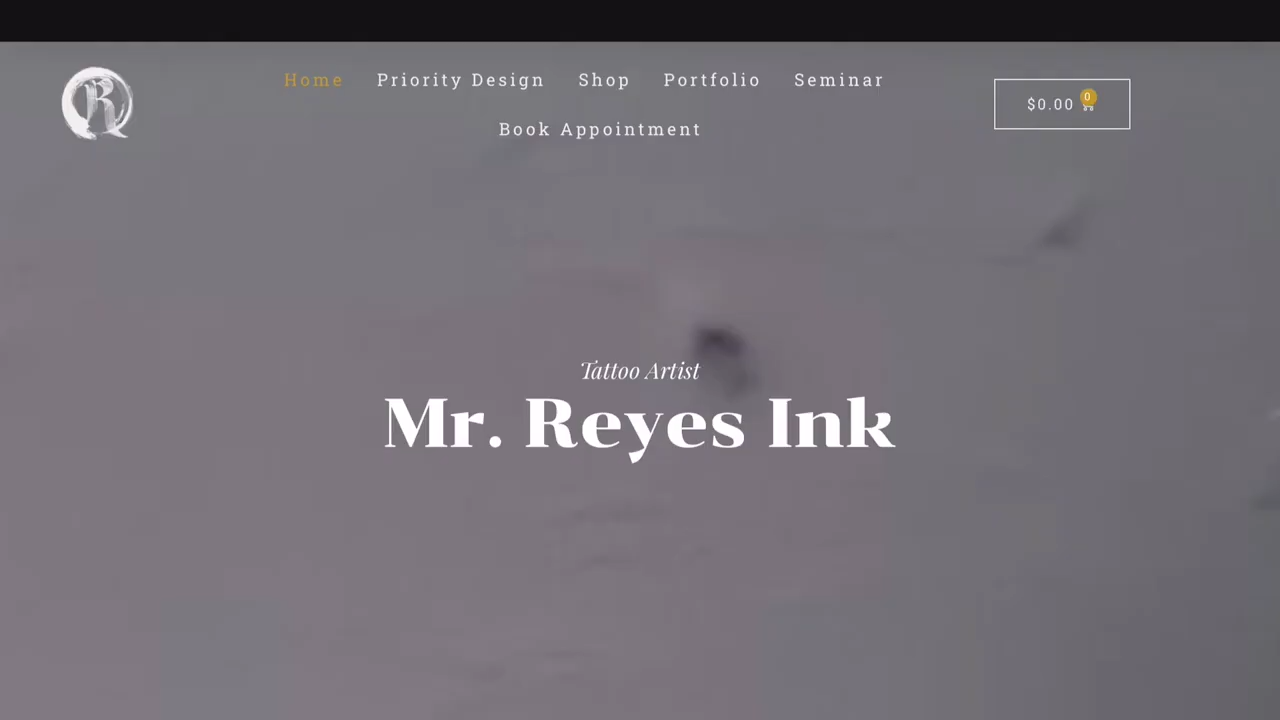 Home Priority Design Shop Portfolio Seminar
Book Appointment
$0.00 0
R
Tattoo Artist
Mr. Reyes Ink